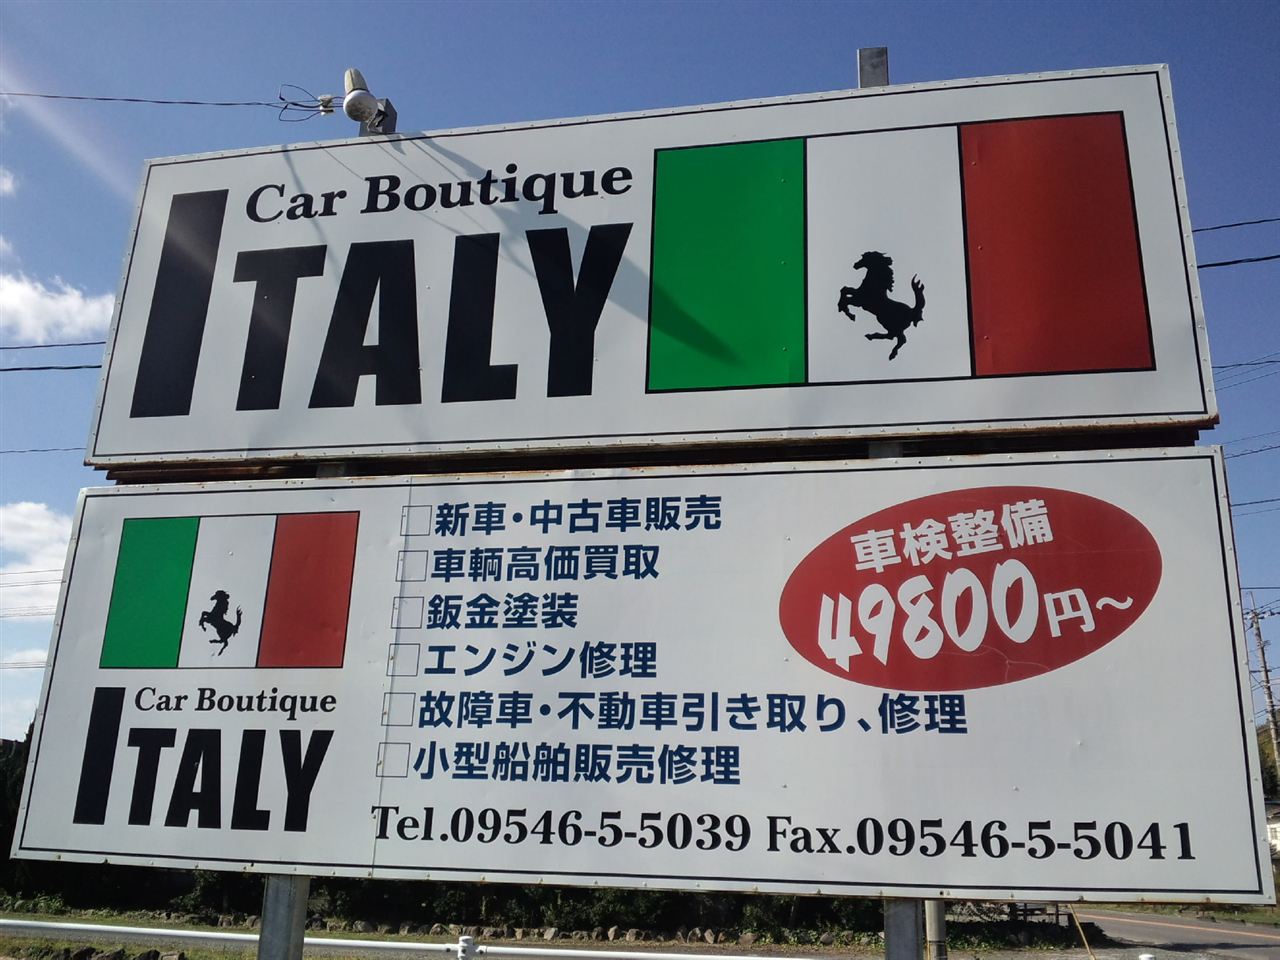 Car Boutique
ITALY
Car Boutique
ITALY
□新車・中古車販売
□車輌高価買取
□鈑金塗装
□エンジン修理
□故障車・不動車引き取り、修理
□小型船舶販売修理
車検整備
49800円～
Tel.09546-5-5039 Fax.09546-5-5041